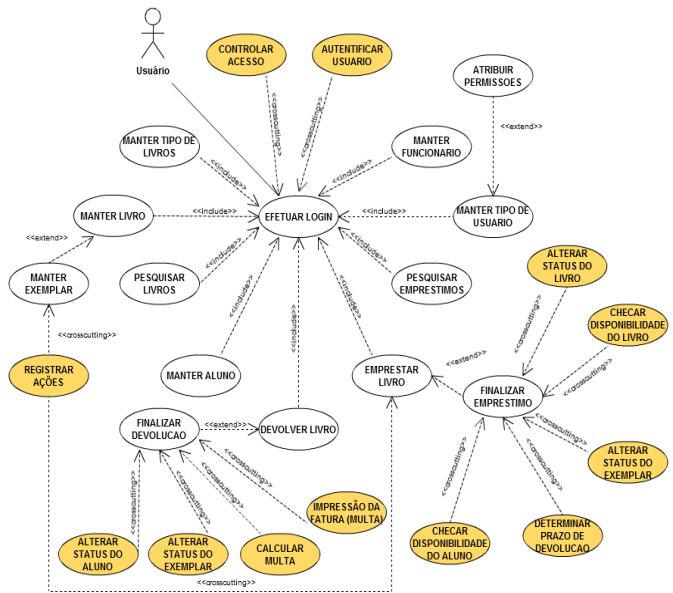 CONTROLAR
ACESSO
AUTENTIFICAR
USUARIO
Usuário
ATRIBUIR
PERMISSOES
<<crosscutting>>
<<crosscutting>>
<<extend>>
MANTER TIPO DE
LIVROS
MANTER
FUNCIONARIO
<<include>>
<<include>>
MANTER LIVRO
<<include>>
EFETUAR LOGIN
<<include>>
MANTER TIPO DE
USUARIO
<<extend>>
MANTER
EXEMPLAR
PESQUISAR
LIVROS
<<include>>
<<include>>
PESQUISAR
EMPRESTIMOS
ALTERAR
STATUS DO
LIVRO
<<include>>
<<include>>
<<include>>
<<crosscutting>>
<<crosscutting>>
CHECAR
DISPONIBILIDADE
DO LIVRO
REGISTRAR
AÇÕES
MANTER ALUNO
EMPRESTAR
LIVRO
<<extend>>
FINALIZAR
EMPRESTIMO
<<crosscutting>>
FINALIZAR
DEVOLUCAO
<<extend>>
DEVOLVER LIVRO
<<crosscutting>>
<<crosscutting>>
<<crosscutting>>
<<crosscutting>>
ALTERAR
STATUS DO
EXEMPLAR
<<crosscutting>>
<<crosscutting>>
<<crosscutting>>
<<crosscutting>>
IMPRESSÃO DA
FATURA (MULTA)
ALTERAR
STATUS DO
ALUNO
ALTERAR
STATUS DO
EXEMPLAR
CALCULAR
MULTA
CHECAR
DISPONIBILIDADE
DO ALUNO
DETERMINAR
PRAZO DE
DEVOLUCAO
<<crosscutting>>